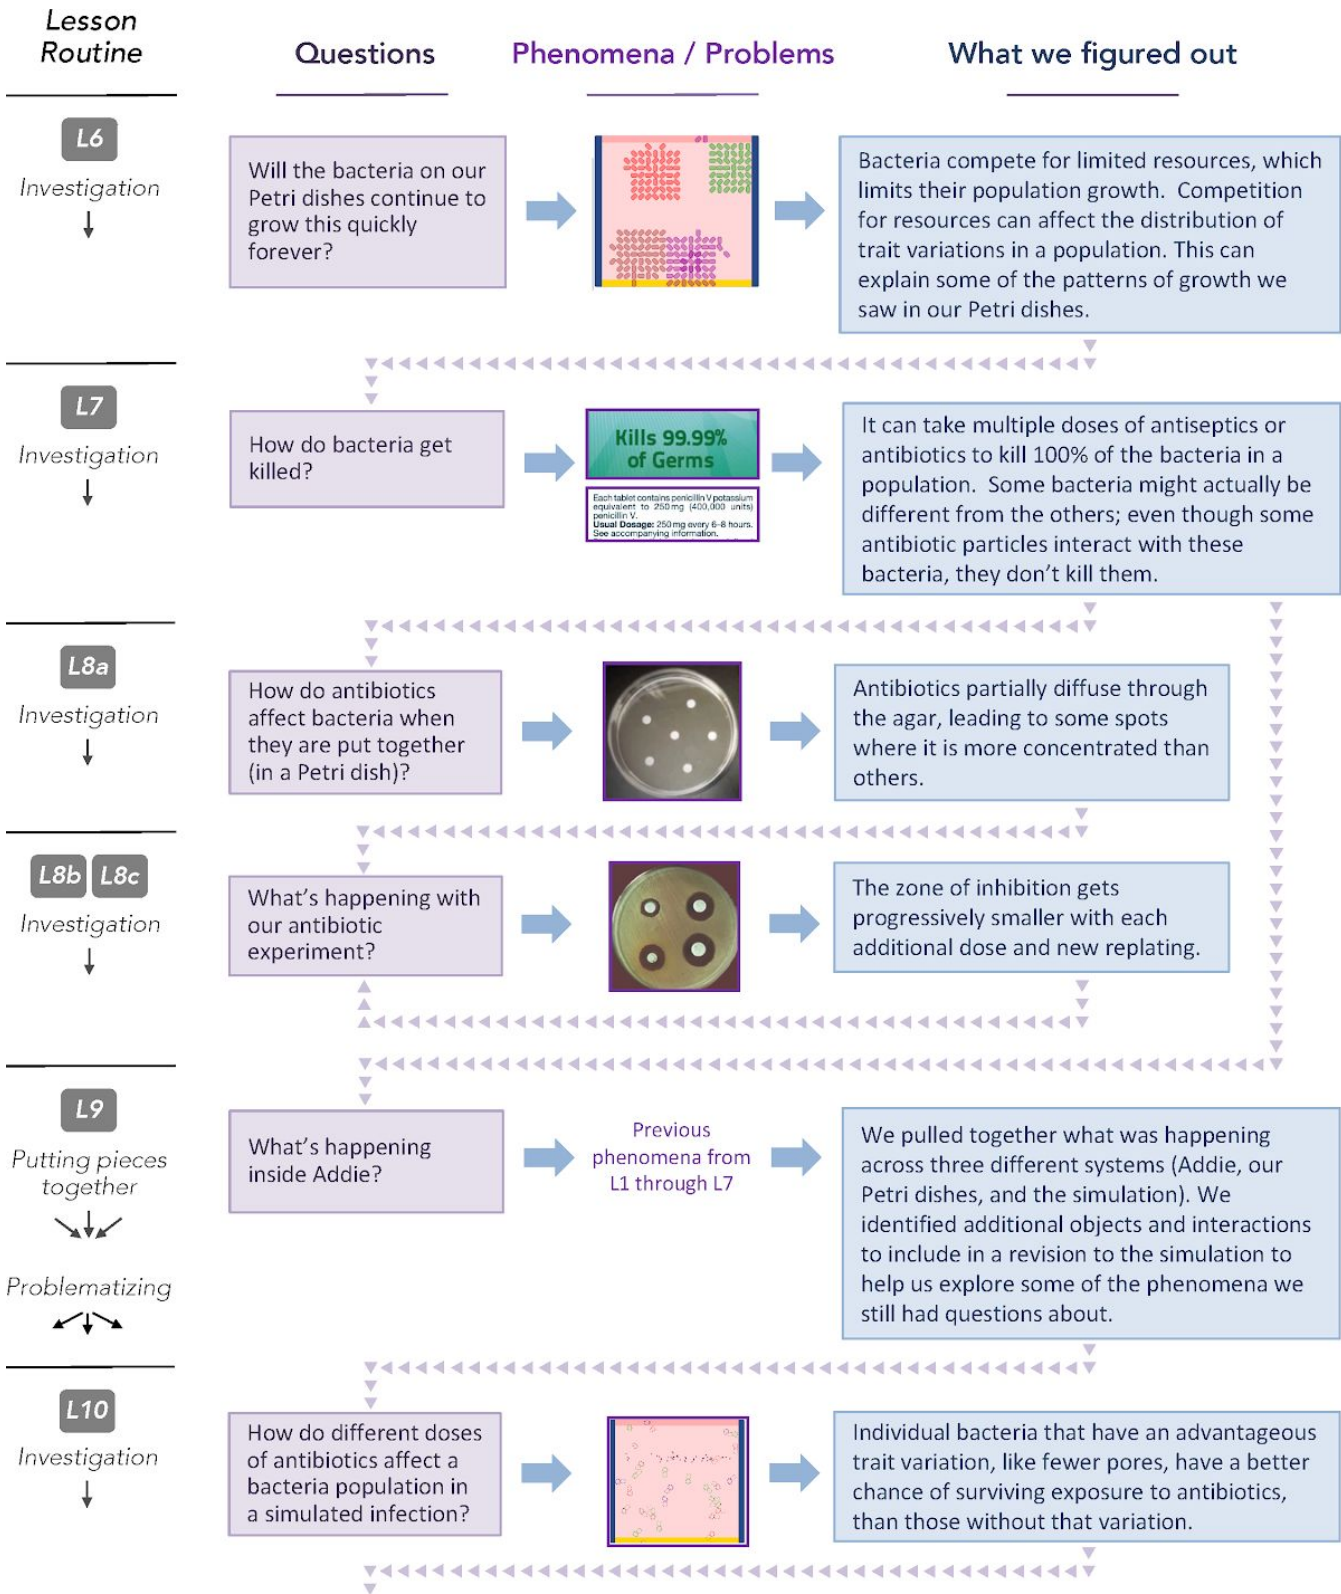 Lesson
Routine
Questions
Phenomena / Problems
What we figured out
L6
Investigation
Will the bacteria on our
Petri dishes continue to
grow this quickly
forever?
Bacteria compete for limited resources, which
limits their population growth.  Competition
for resources can affect the distribution of
trait variations in a population. This can
explain some of the patterns of growth we
saw in our Petri dishes.
L7
Investigation
How do bacteria get
killed?
Kills 99.99%
of Germs
Each tablet contains penicillin V potassium
equivalent to 250 mg (400,000 units)
penicillin V.
Usual Dosage: 250 mg every 6-8 hours.
See accompanying information.
It can take multiple doses of antiseptics or
antibiotics to kill 100% of the bacteria in a
population.  Some bacteria might actually be
different from the others; even though some
antibiotic particles interact with these
bacteria, they don't kill them.
L8a
Investigation
How do antibiotics
affect bacteria when
they are put together
(in a Petri dish)?
Antibiotics partially diffuse through
the agar, leading to some spots
where it is more concentrated than
others.
L8b L8c
Investigation
What's happening with
our antibiotic
experiment?
The zone of inhibition gets
progressively smaller with each
additional dose and new replating.
L9
Putting pieces
together
Problematizing
What's happening
inside Addie?
Previous
phenomena from
L1 through L7
We pulled together what was happening
across three different systems (Addie, our
Petri dishes, and the simulation). We
identified additional objects and interactions
to include in a revision to the simulation to
help us explore some of the phenomena we
still had questions about.
L10
Investigation
How do different doses
of antibiotics affect a
bacteria population in
a simulated infection?
Individual bacteria that have an advantageous
trait variation, like fewer pores, have a better
chance of surviving exposure to antibiotics,
than those without that variation.